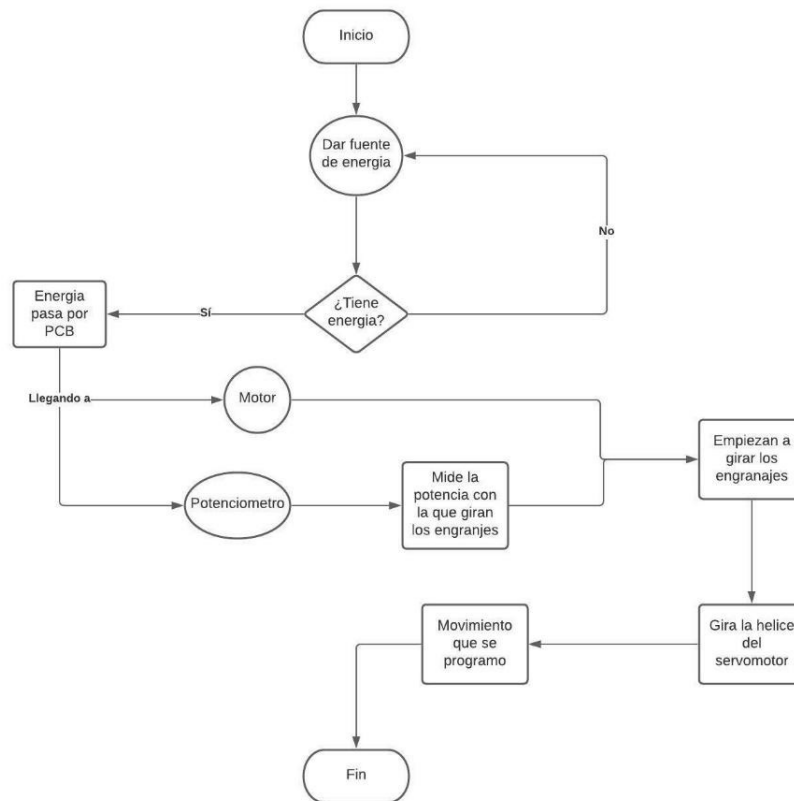 Inicio
Dar fuente
de energia
No
¿Tiene
energia?
Sí
Energia
pasa por
PCB
Llegando a
Motor
Empiezan a
girar los
engranajes
Potenciometro
Mide la
potencia con
la que giran
los engranjes
Gira la helice
del
servomotor
Movimiento
que se
programo
Fin